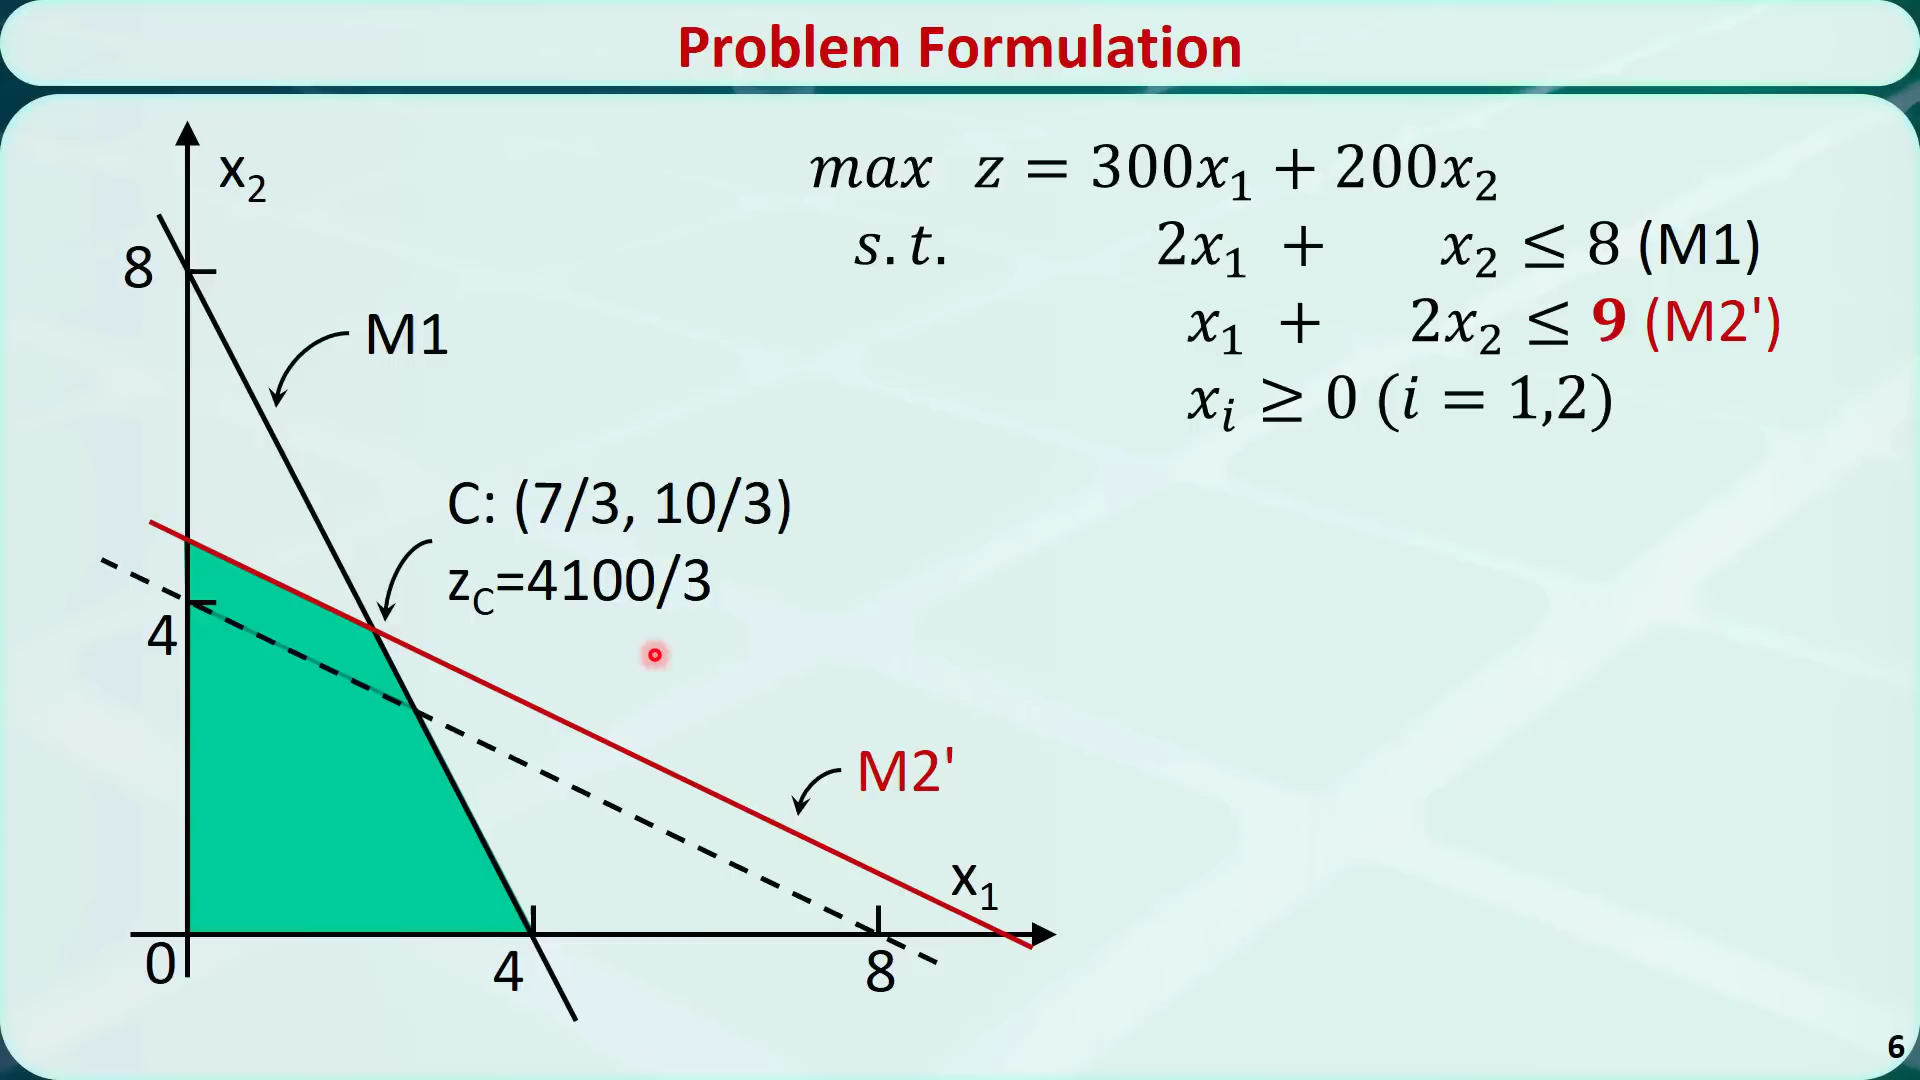 Problem Formulation
x₂
8
M1
C: (7/3, 10/3)
z_C=4100/3
4
M2'
x₁
0
4
8
max z = 300x₁ + 200x₂
s.t. 2x₁ + x₂ ≤ 8 (M1)
x₁ + 2x₂ ≤ 9 (M2')
xᵢ ≥ 0 (i = 1,2)
6